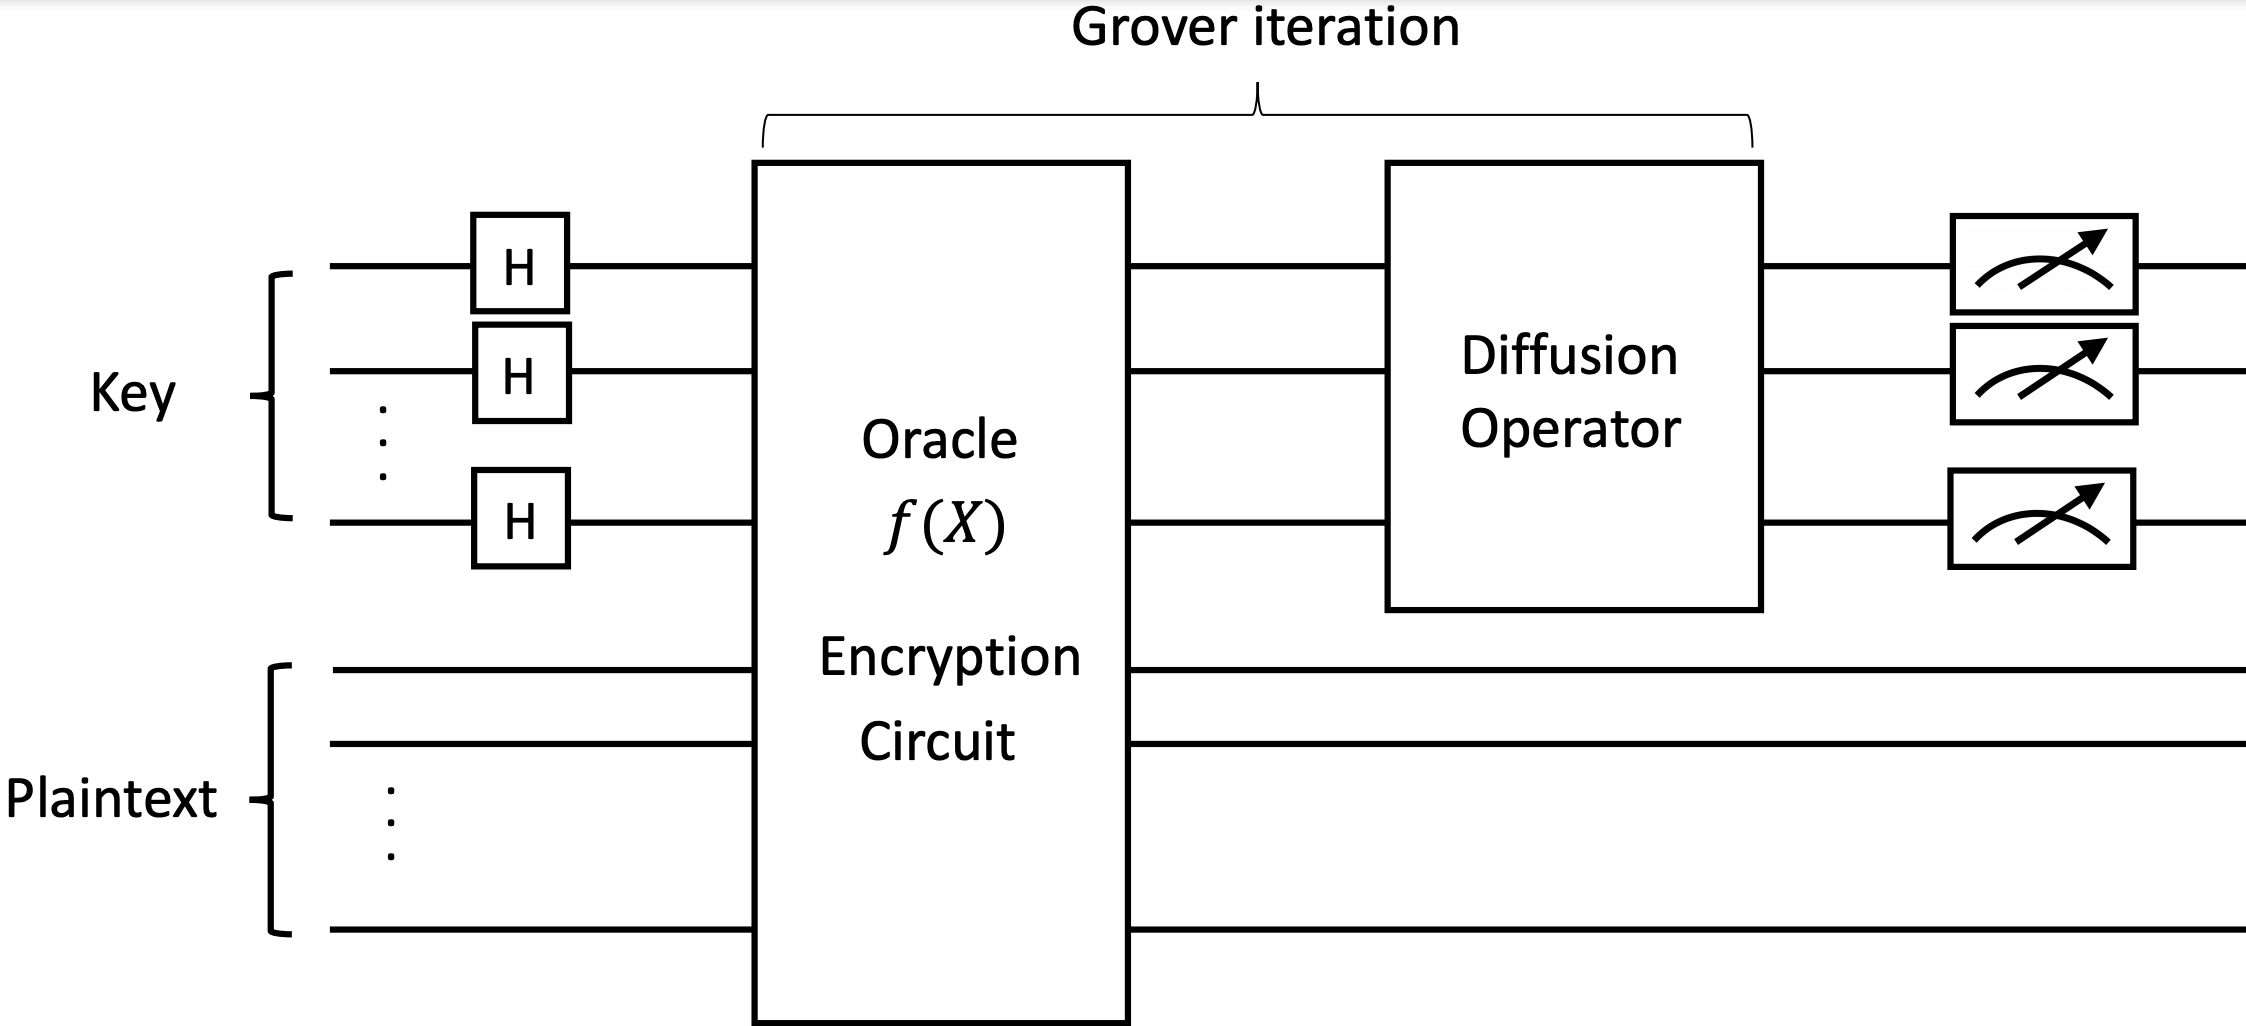 Grover iteration
H
H
H
Key
Oracle
f(X)
Encryption
Circuit
Diffusion
Operator
Plaintext